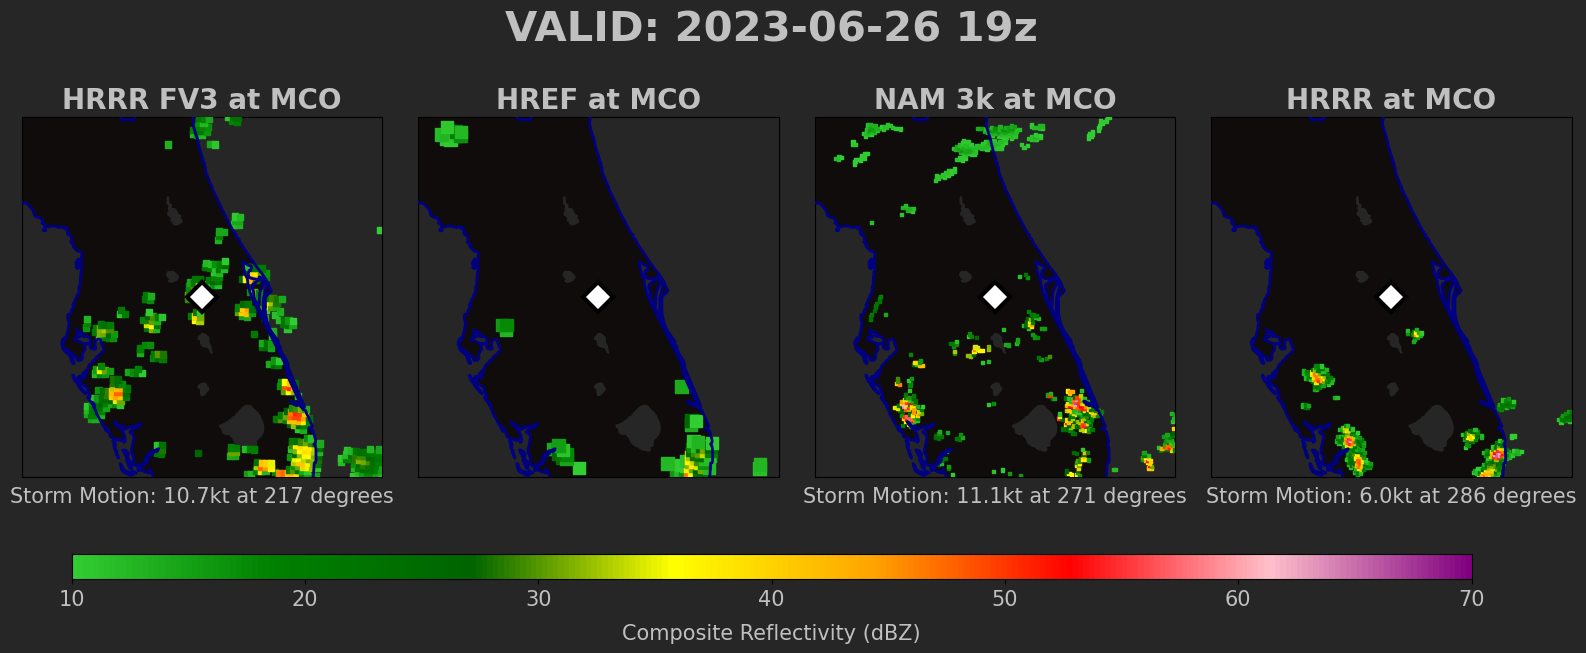 VALID: 2023-06-26 19z
HRRR FV3 at MCO
HREF at MCO
NAM 3k at MCO
HRRR at MCO
Storm Motion: 10.7kt at 217 degrees
Storm Motion: 11.1kt at 271 degrees
Storm Motion: 6.0kt at 286 degrees
10 20 30 40 50 60 70
Composite Reflectivity (dBZ)